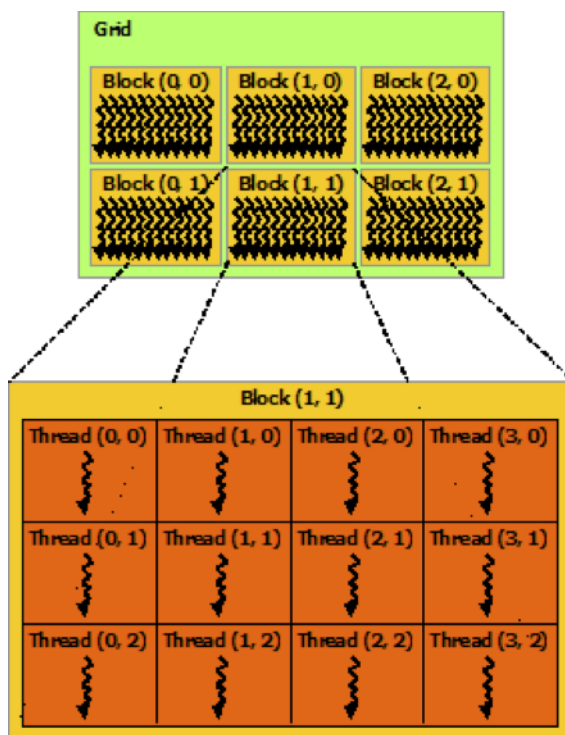 Grid
Block (0, 0) Block (1, 0) Block (2, 0)
Block (0, 1) Block (1, 1) Block (2, 1)
Block (1, 1)
Thread (0, 0) Thread (1, 0) Thread (2, 0) Thread (3, 0)
Thread (0, 1) Thread (1, 1) Thread (2, 1) Thread (3, 1)
Thread (0, 2) Thread (1, 2) Thread (2, 2) Thread (3, 2)